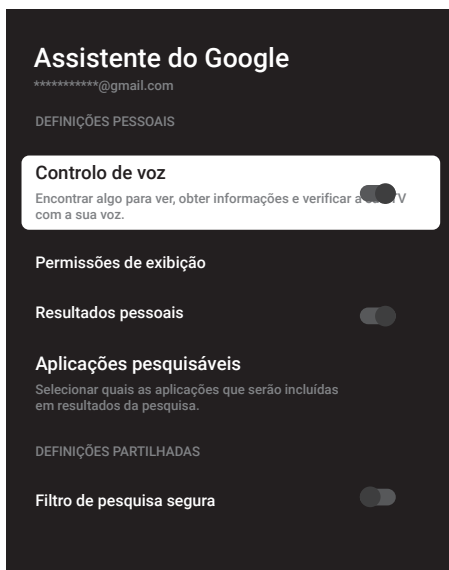 Assistente do Google
***********@gmail.com
DEFINIÇÕES PESSOAIS
Controlo de voz
Encontrar algo para ver, obter informações e verificar a
com a sua voz.
Permissões de exibição
Resultados pessoais
Aplicações pesquisáveis
Selecionar quais as aplicações que serão incluídas
em resultados da pesquisa.
DEFINIÇÕES PARTILHADAS
Filtro de pesquisa segura